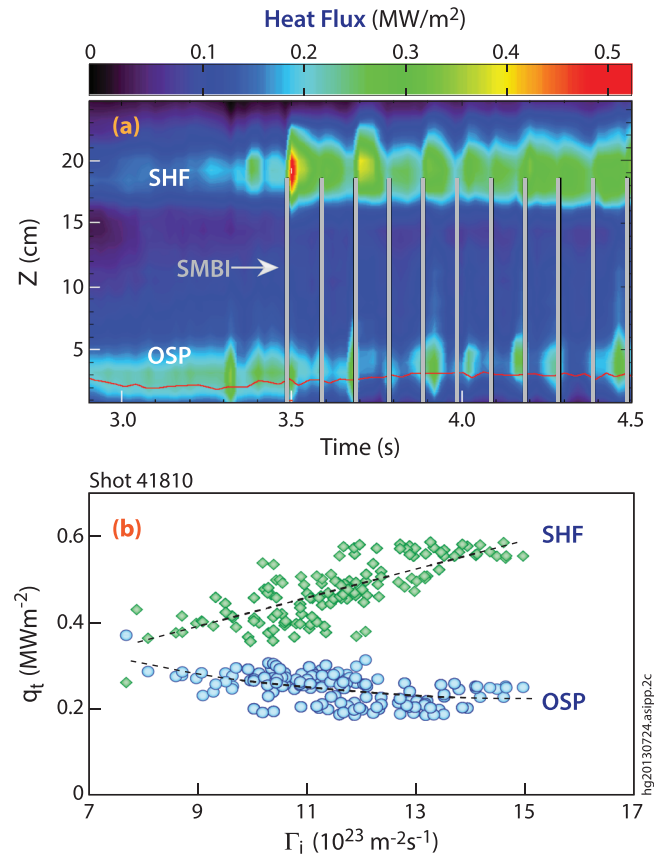 Heat Flux (MW/m2)
0 0.1 0.2 0.3 0.4 0.5
(a)
20
SHF
15
Z (cm)
SMBI
10
OSP
5
3.0 3.5 4.0 4.5
Time (s)
Shot 41810
(b)
0.6
SHF
qt (MWm-2)
0.4
0.2
OSP
0
7 9 11 13 15 17
Γi (1023 m-2s-1)
hg20130724.asipp.2c